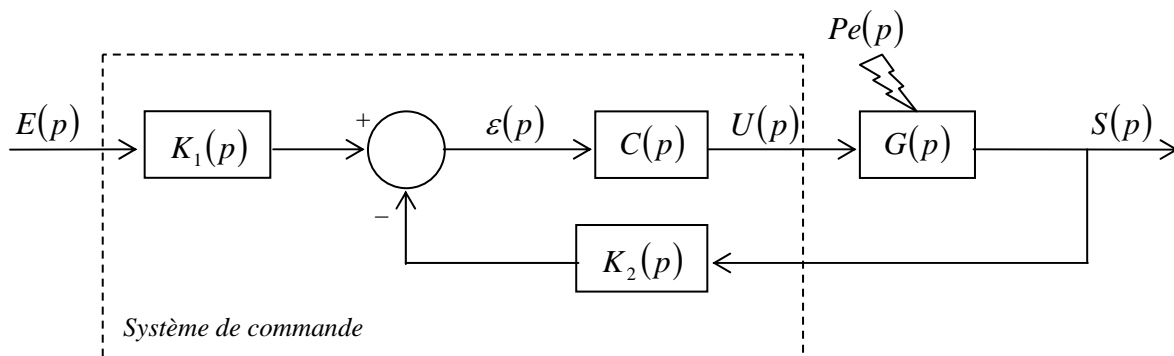 Pe(p)
E(p)
K₁(p)
+
ε(p)
C(p)
U(p)
G(p)
S(p)
−
K₂(p)
Système de commande